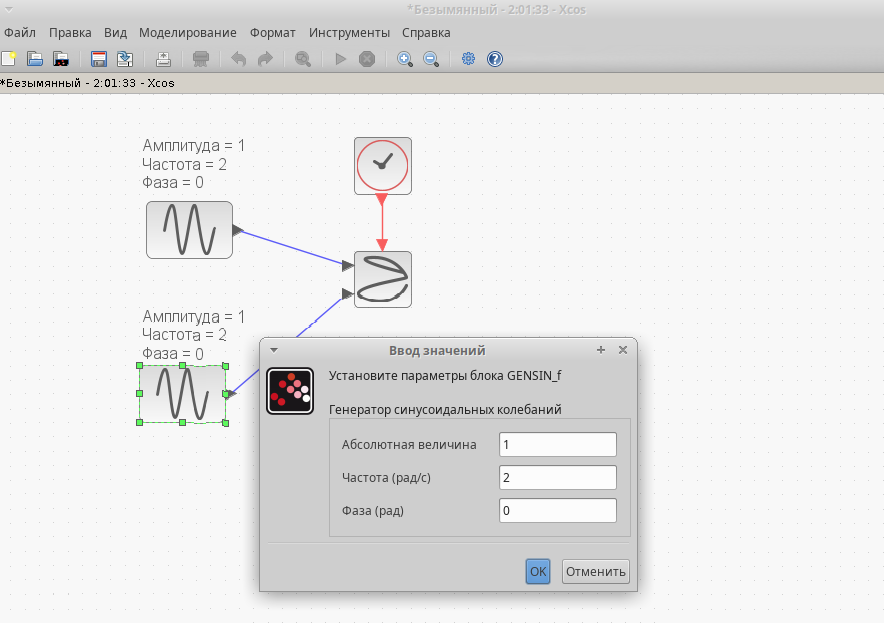 *Безымянный - 2:01:33 - Xcos
Файл Правка Вид Моделирование Формат Инструменты Справка
*Безымянный - 2:01:33 - Xcos
Амплитуда = 1
Частота = 2
Фаза = 0
Амплитуда = 1
Частота = 2
Фаза = 0
Ввод значений
Установите параметры блока GENSIN_f
Генератор синусоидальных колебаний
Абсолютная величина 1
Частота (рад/с) 2
Фаза (рад) 0
OK Отменить